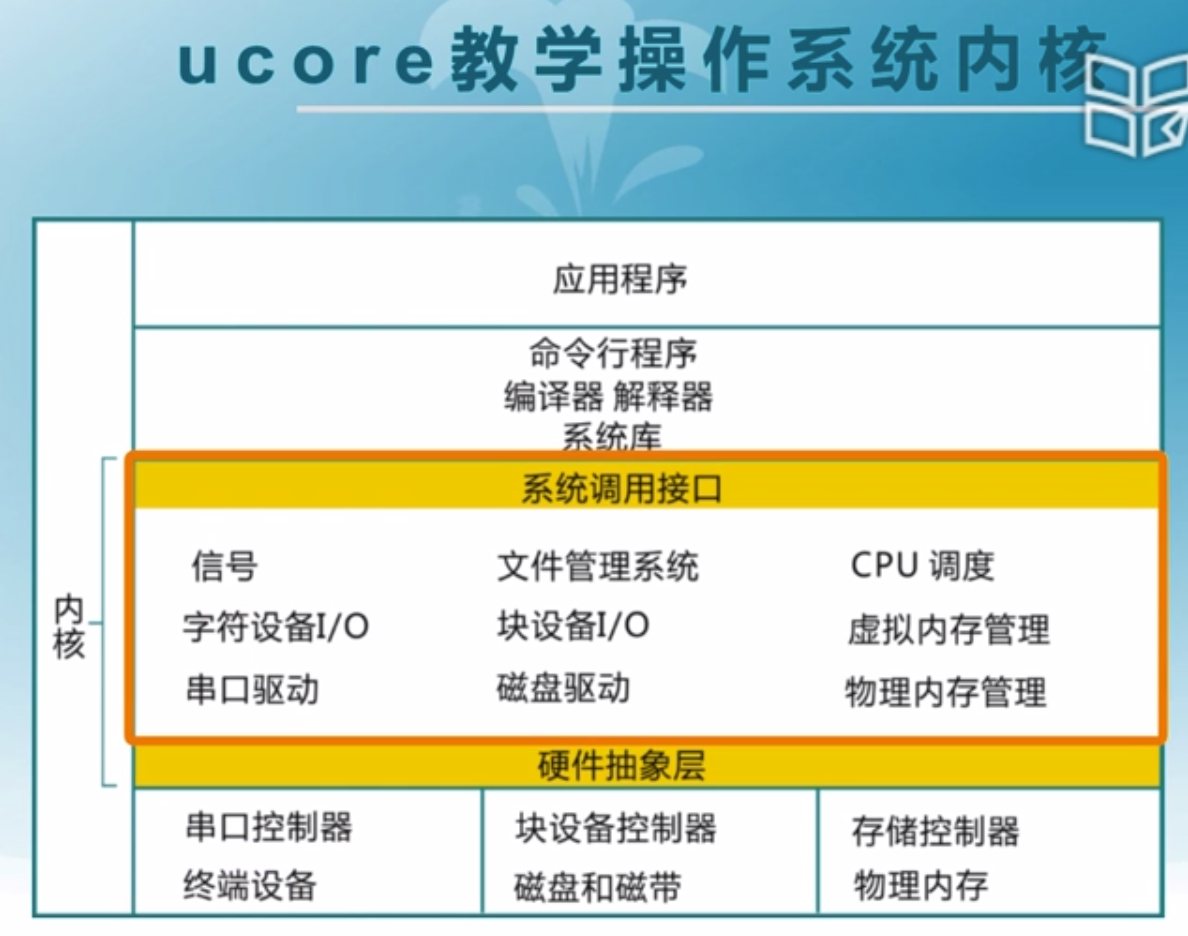 ucore教学操作系统内核
应用程序
命令行程序
编译器 解释器
系统库
系统调用接口
信号 文件管理系统 CPU 调度
字符设备I/O 块设备I/O 虚拟内存管理
内核
串口驱动 磁盘驱动 物理内存管理
硬件抽象层
串口控制器 块设备控制器 存储控制器
终端设备 磁盘和磁带 物理内存